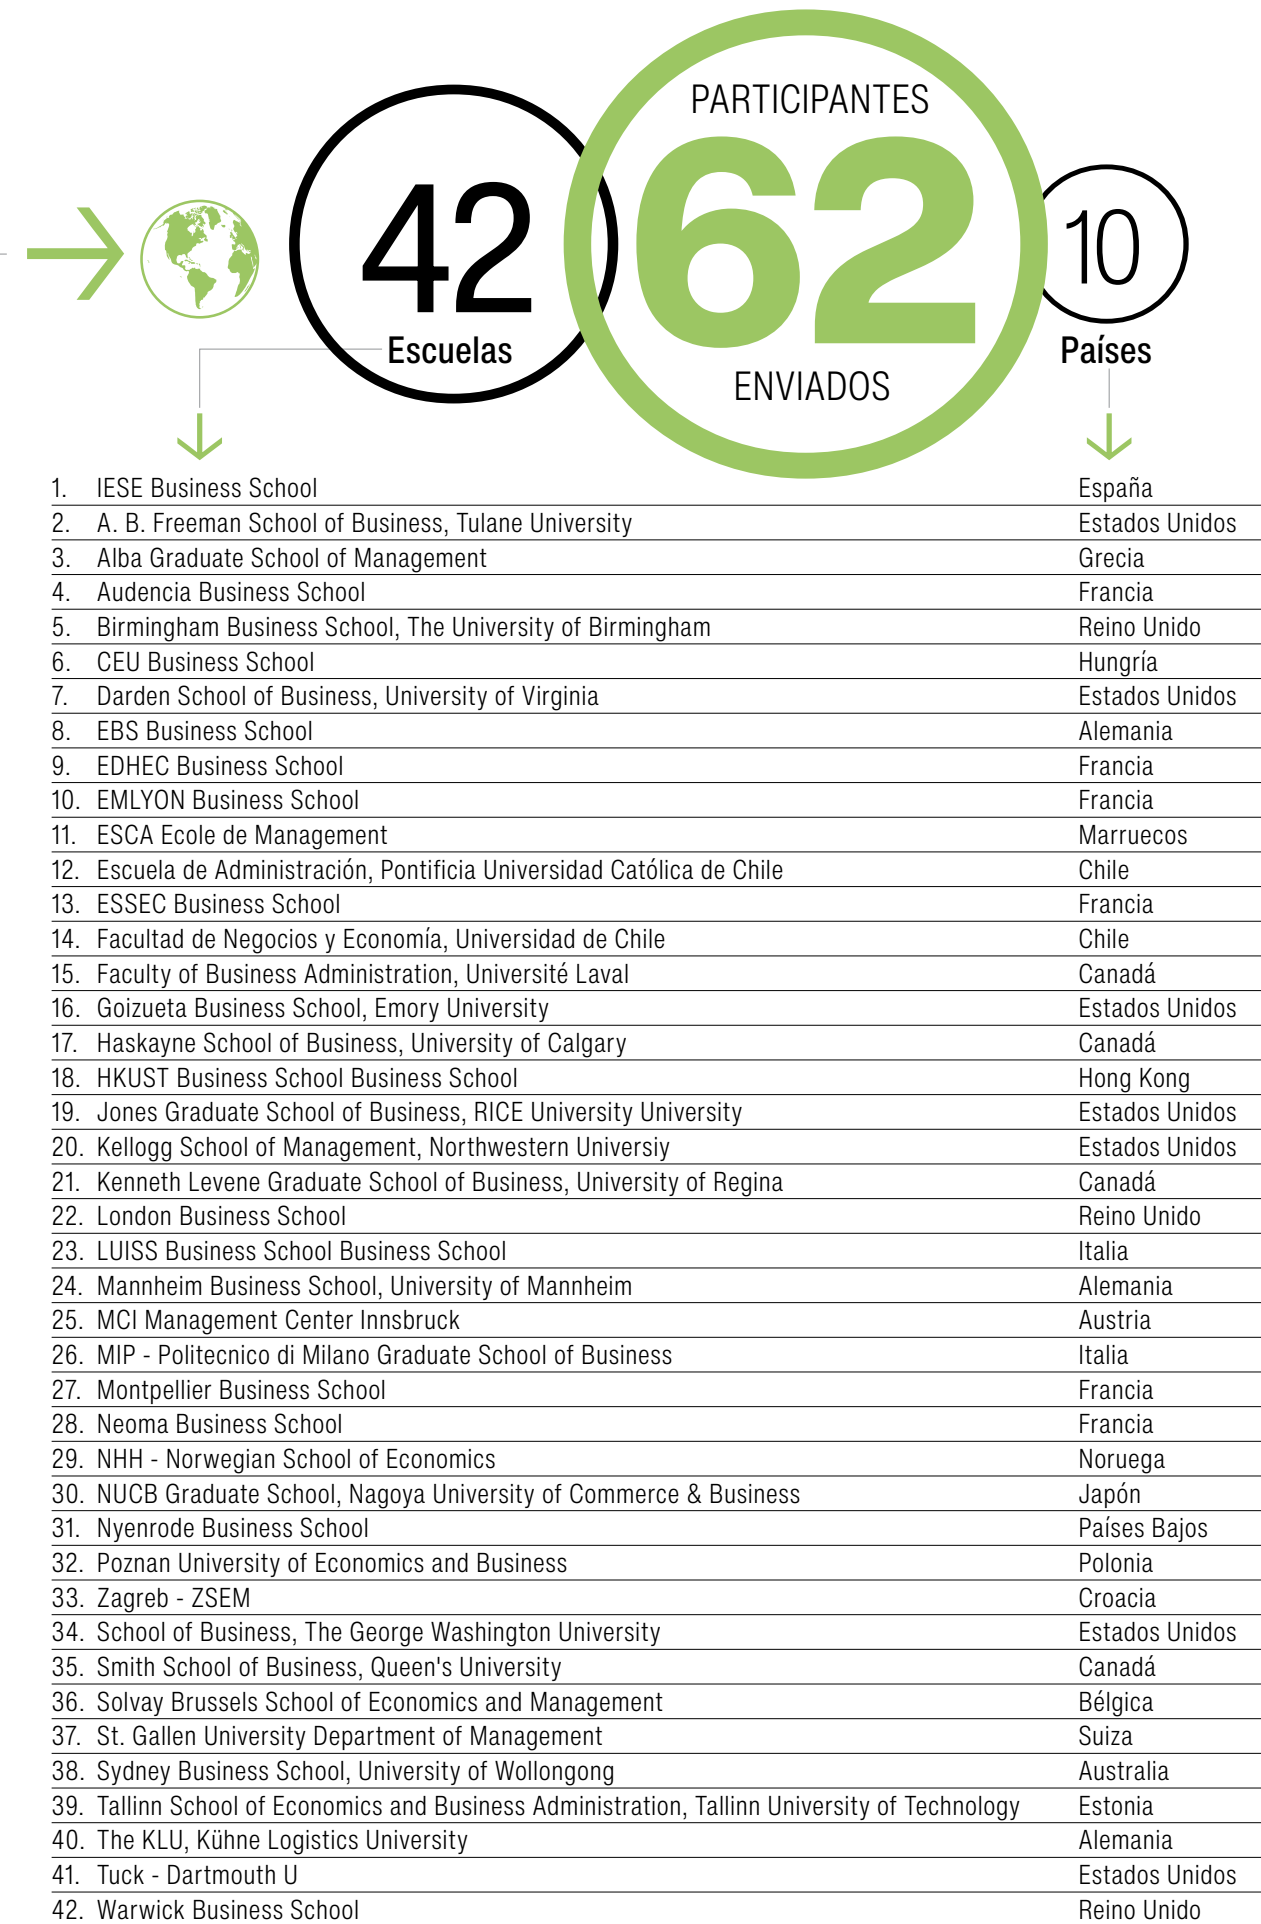 PARTICIPANTES
42
62
10
Escuelas
Países
ENVIADOS
1. IESE Business School España
2. A. B. Freeman School of Business, Tulane University Estados Unidos
3. Alba Graduate School of Management Grecia
4. Audencia Business School Francia
5. Birmingham Business School, The University of Birmingham Reino Unido
6. CEU Business School Hungría
7. Darden School of Business, University of Virginia Estados Unidos
8. EBS Business School Alemania
9. EDHEC Business School Francia
10. EMLYON Business School Francia
11. ESCA Ecole de Management Marruecos
12. Escuela de Administración, Pontificia Universidad Católica de Chile Chile
13. ESSEC Business School Francia
14. Facultad de Negocios y Economía, Universidad de Chile Chile
15. Faculty of Business Administration, Université Laval Canadá
16. Goizueta Business School, Emory University Estados Unidos
17. Haskayne School of Business, University of Calgary Canadá
18. HKUST Business School Business School Hong Kong
19. Jones Graduate School of Business, RICE University University Estados Unidos
20. Kellogg School of Management, Northwestern Universiy Estados Unidos
21. Kenneth Levene Graduate School of Business, University of Regina Canadá
22. London Business School Reino Unido
23. LUISS Business School Business School Italia
24. Mannheim Business School, University of Mannheim Alemania
25. MCI Management Center Innsbruck Austria
26. MIP - Politecnico di Milano Graduate School of Business Italia
27. Montpellier Business School Francia
28. Neoma Business School Francia
29. NHH - Norwegian School of Economics Noruega
30. NUCB Graduate School, Nagoya University of Commerce & Business Japón
31. Nyenrode Business School Países Bajos
32. Poznan University of Economics and Business Polonia
33. Zagreb - ZSEM Croacia
34. School of Business, The George Washington University Estados Unidos
35. Smith School of Business, Queen's University Canadá
36. Solvay Brussels School of Economics and Management Bélgica
37. St. Gallen University Department of Management Suiza
38. Sydney Business School, University of Wollongong Australia
39. Tallinn School of Economics and Business Administration, Tallinn University of Technology Estonia
40. The KLU, Kühne Logistics University Alemania
41. Tuck - Dartmouth U Estados Unidos
42. Warwick Business School Reino Unido